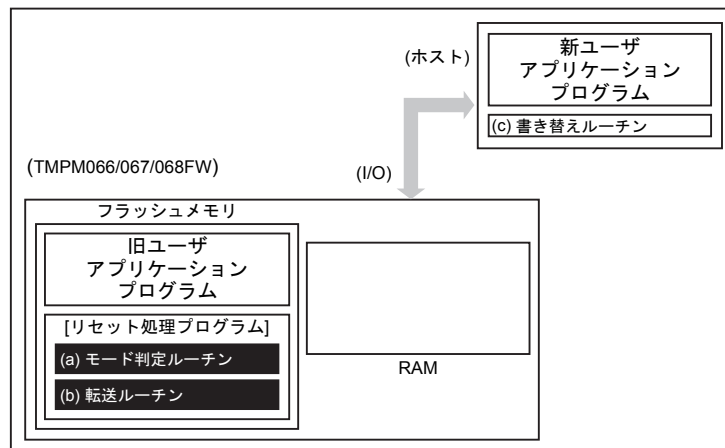 (ホスト)
新ユーザ
アプリケーション
プログラム
(c) 書き替えルーチン
(TMPM066/067/068FW)
(I/O)
フラッシュメモリ
旧ユーザ
アプリケーション
プログラム
[リセット処理プログラム]
(a) モード判定ルーチン
(b) 転送ルーチン
RAM